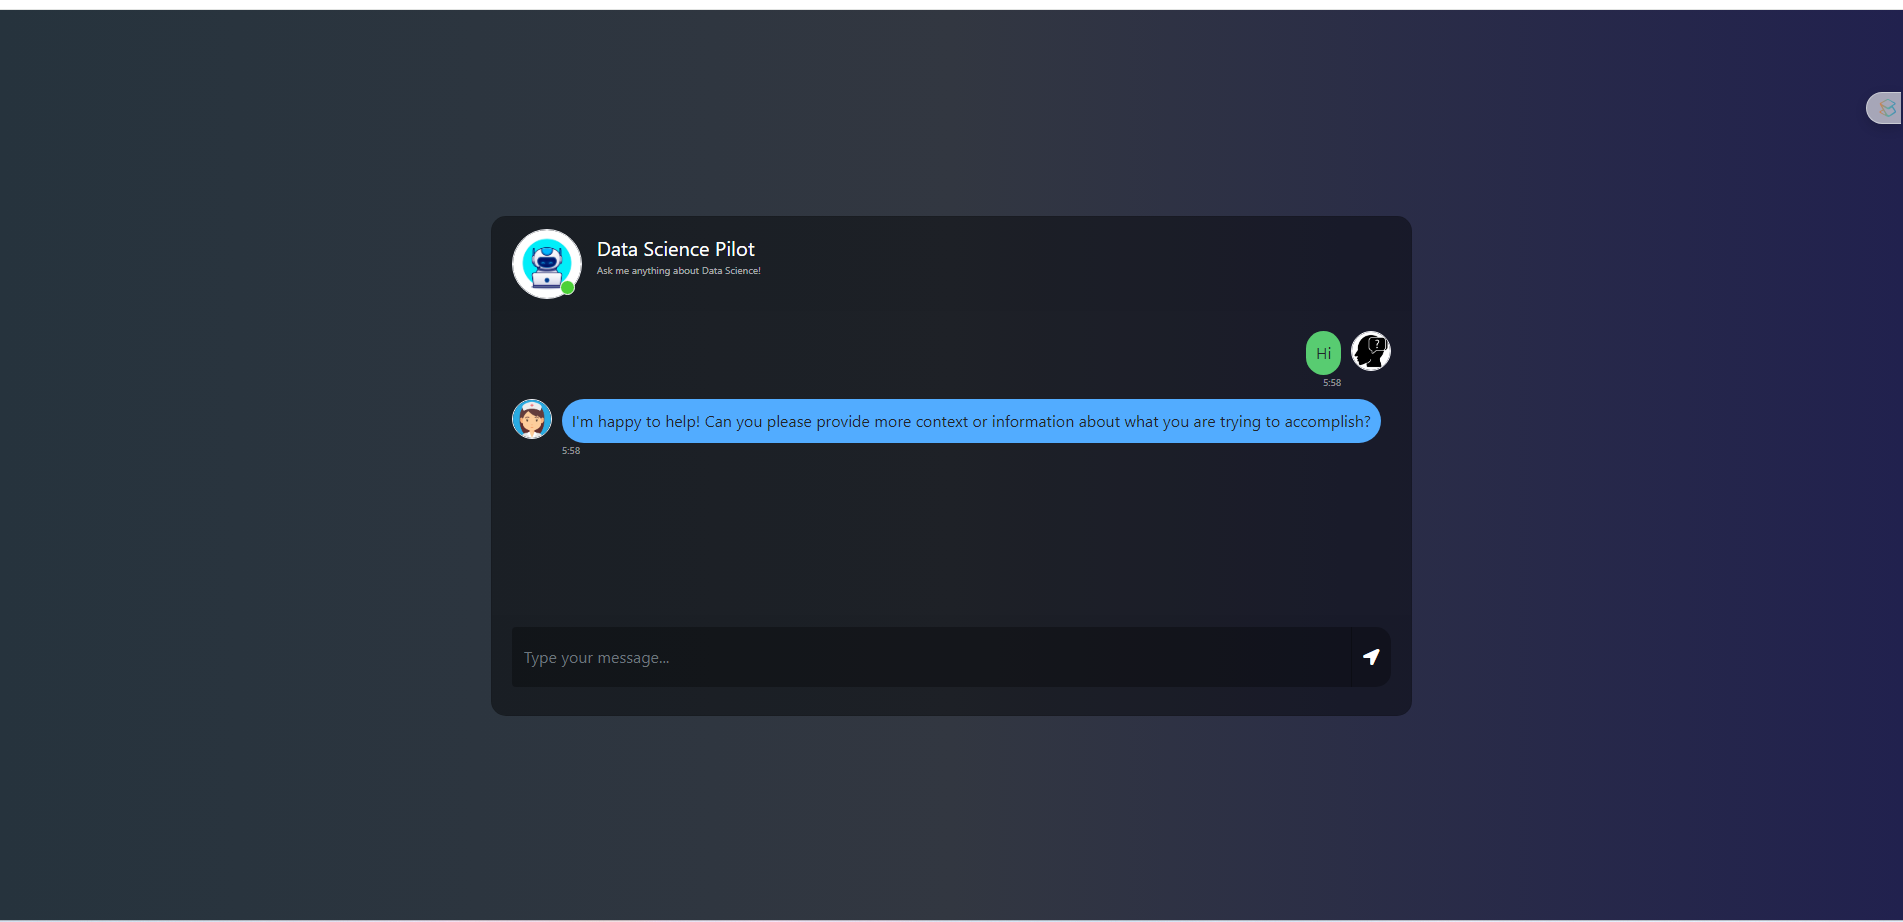 Data Science Pilot
Ask me anything about Data Science!
Hi
?
5:58
I'm happy to help! Can you please provide more context or information about what you are trying to accomplish?
5:58
Type your message...